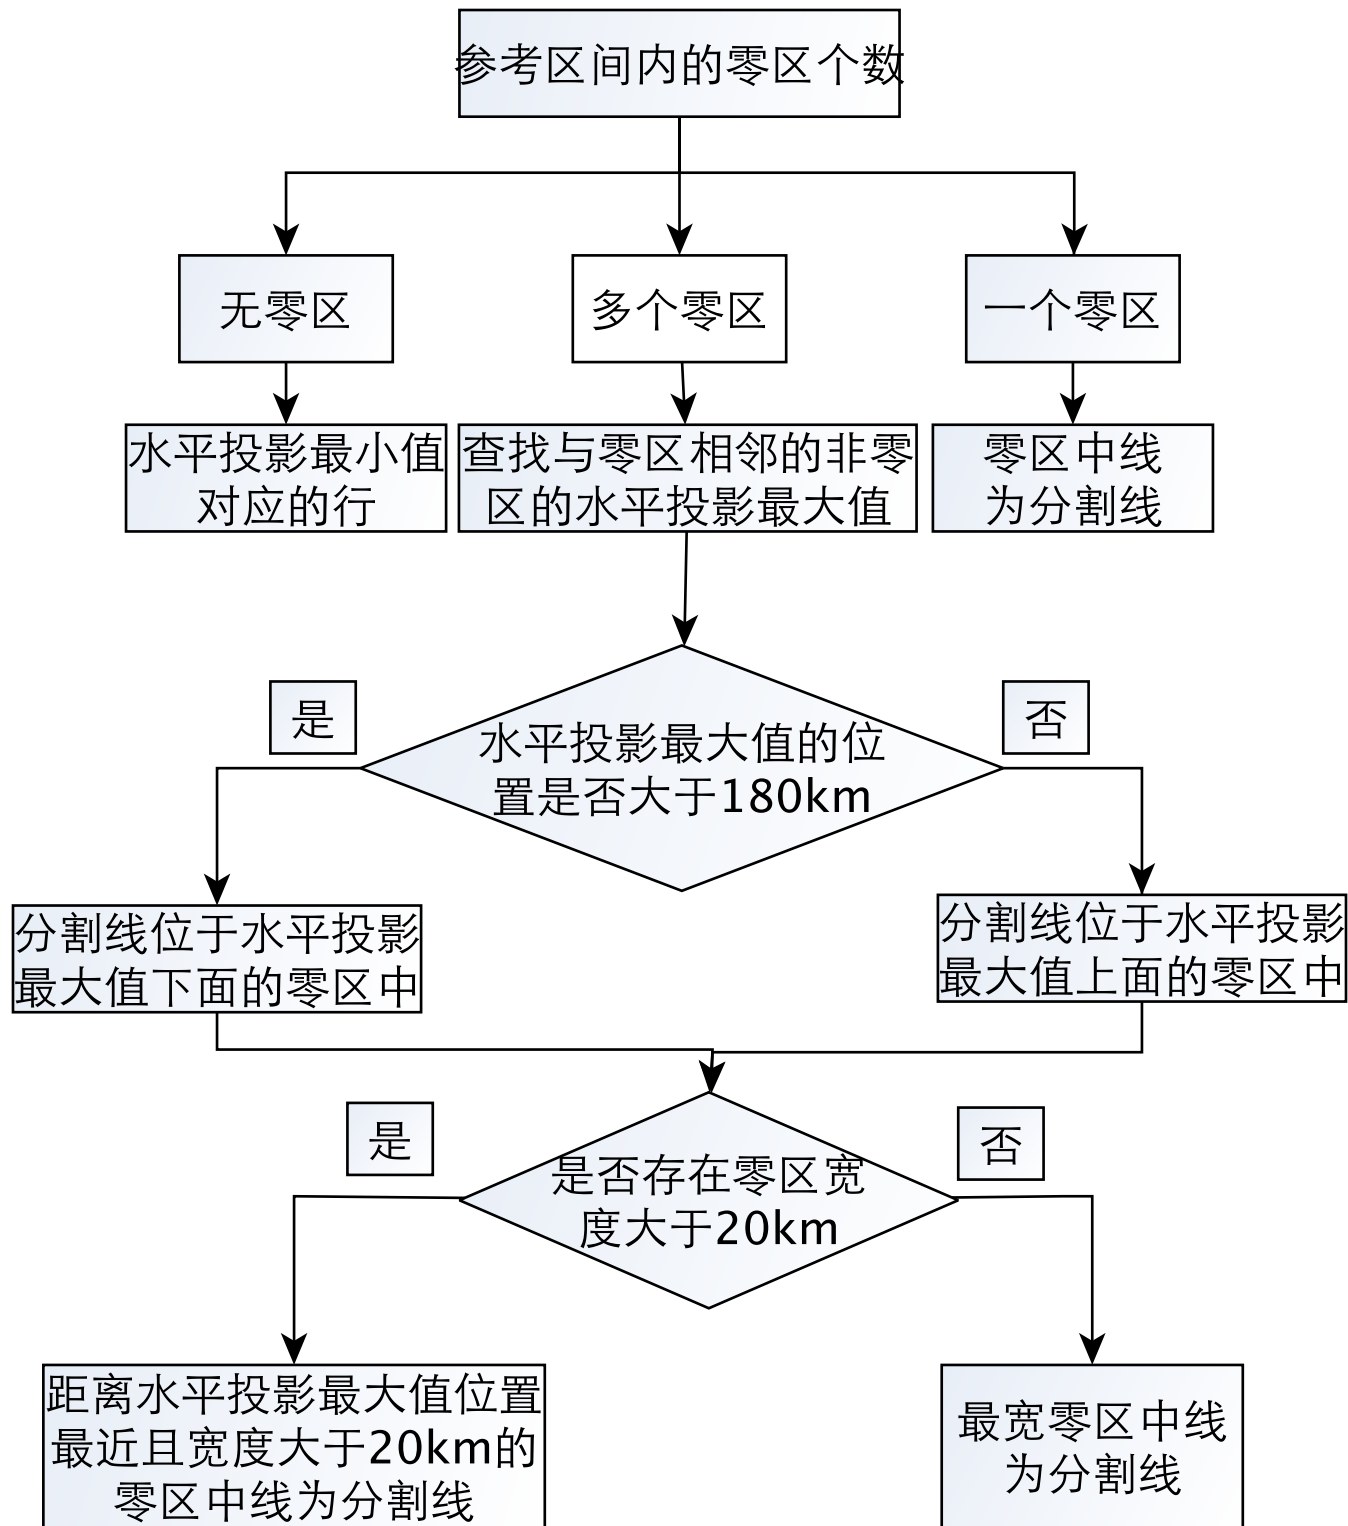 参考区间内的零区个数
无零区
多个零区
一个零区
水平投影最小值
对应的行
查找与零区相邻的非零
区的水平投影最大值
零区中线
为分割线
是
否
水平投影最大值的位
置是否大于180km
分割线位于水平投影
最大值下面的零区中
分割线位于水平投影
最大值上面的零区中
是
否
是否存在零区宽
度大于20km
距离水平投影最大值位置
最近且宽度大于20km的
零区中线为分割线
最宽零区中线
为分割线